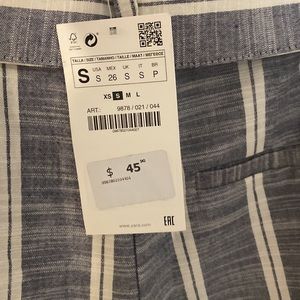 TALLA / SIZE / TAMANHO / TAILLE / MAAT / ΜΕΓΕΘΟΣ
S
USA MEX UK IT BR
S 26 S S P
XS S M L
ART.: 9878 / 021 / 044
$ 45.90
www.zara.com
EAC